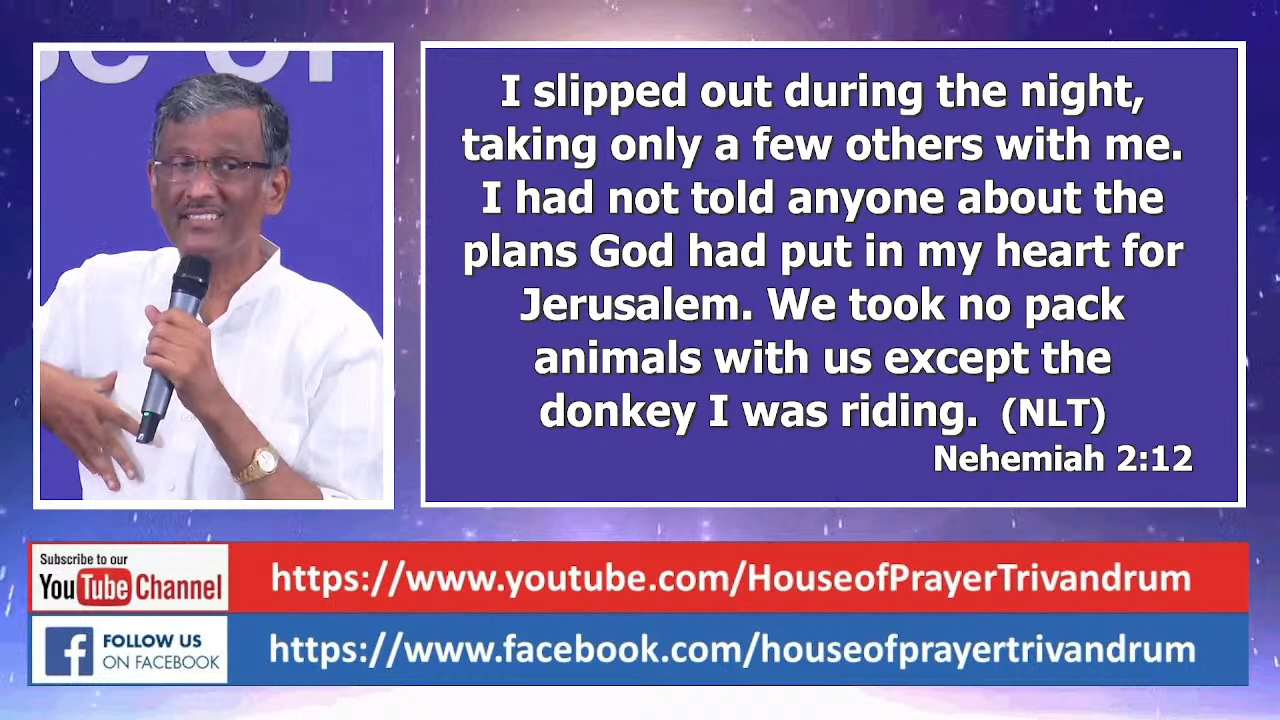 se of
I slipped out during the night,
taking only a few others with me.
I had not told anyone about the
plans God had put in my heart for
Jerusalem. We took no pack
animals with us except the
donkey I was riding. (NLT)
Nehemiah 2:12
Subscribe to our
YouTube Channel
https://www.youtube.com/HouseofPrayerTrivandrum
FOLLOW US
ON FACEBOOK
https://www.facebook.com/houseofprayertrivandrum